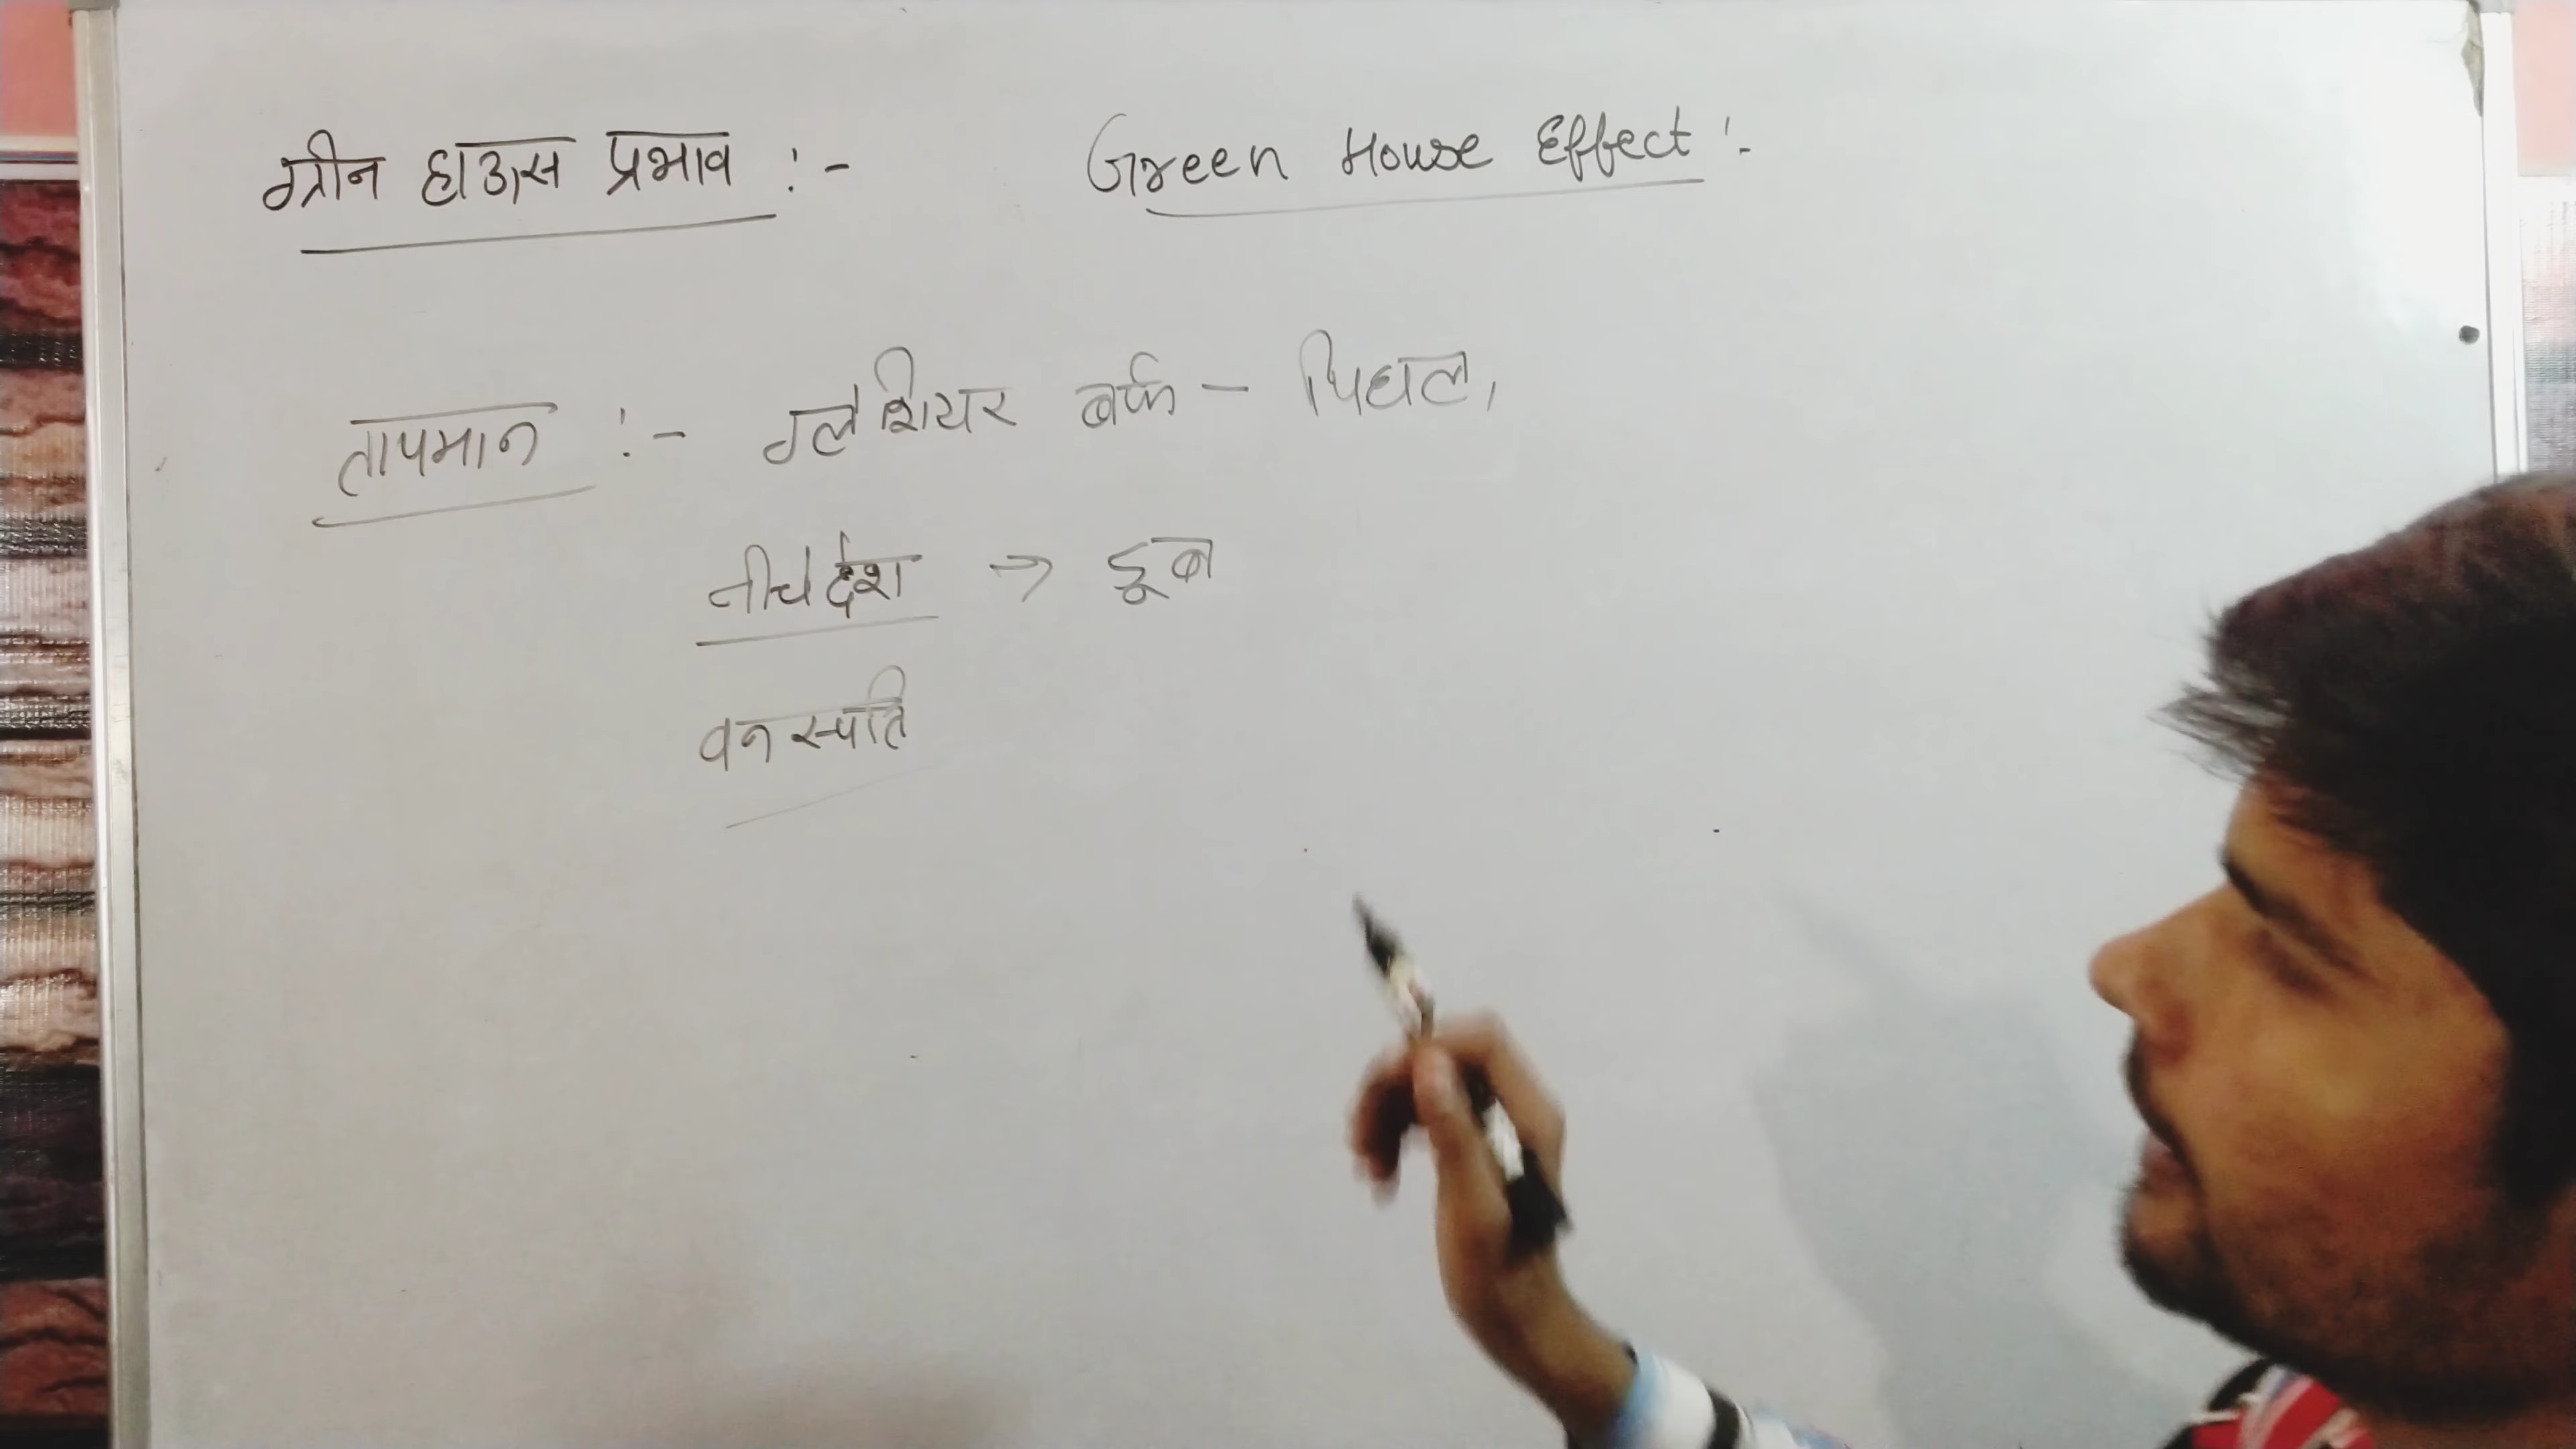 ग्रीन हाउस प्रभाव :- Green House Effect :-
तापमान :- ग्लेशियर बर्फ - पिघल,
नीचे देश → डूब
वनस्पति